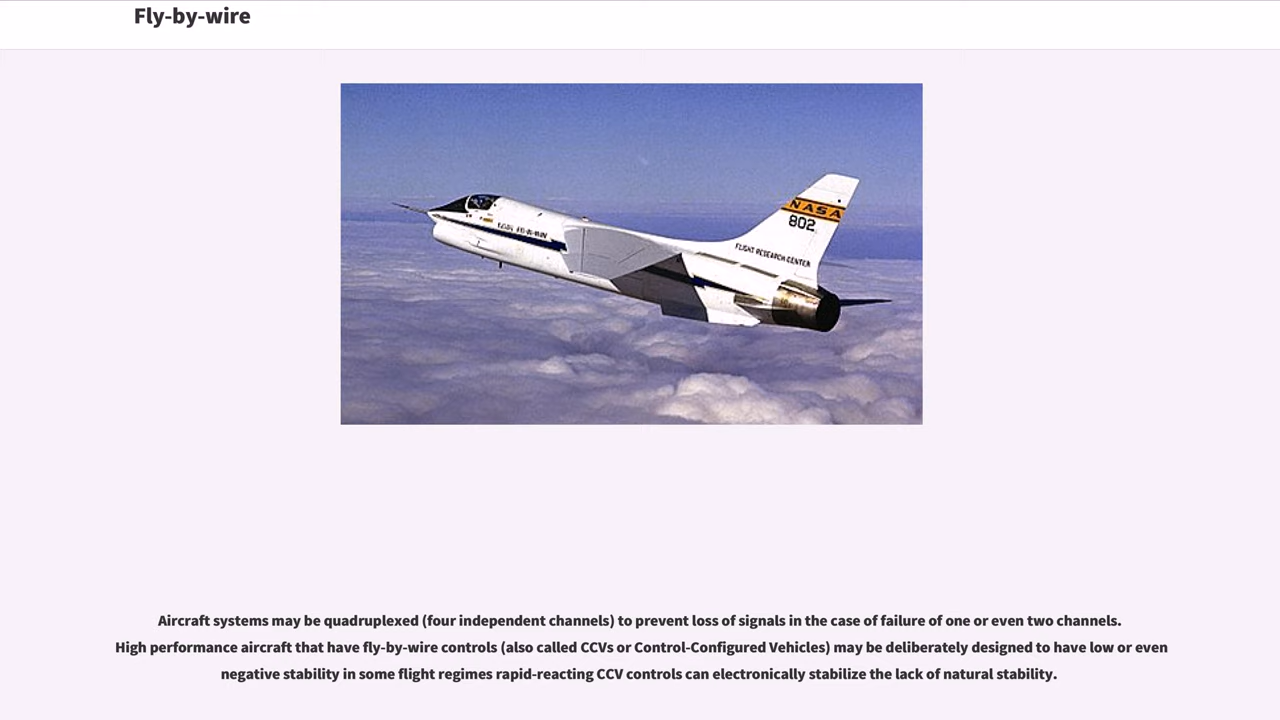 Fly-by-wire
NASA
802
FLIGHT RESEARCH CENTER
Aircraft systems may be quadruplexed (four independent channels) to prevent loss of signals in the case of failure of one or even two channels.
High performance aircraft that have fly-by-wire controls (also called CCVs or Control-Configured Vehicles) may be deliberately designed to have low or even
negative stability in some flight regimes rapid-reacting CCV controls can electronically stabilize the lack of natural stability.